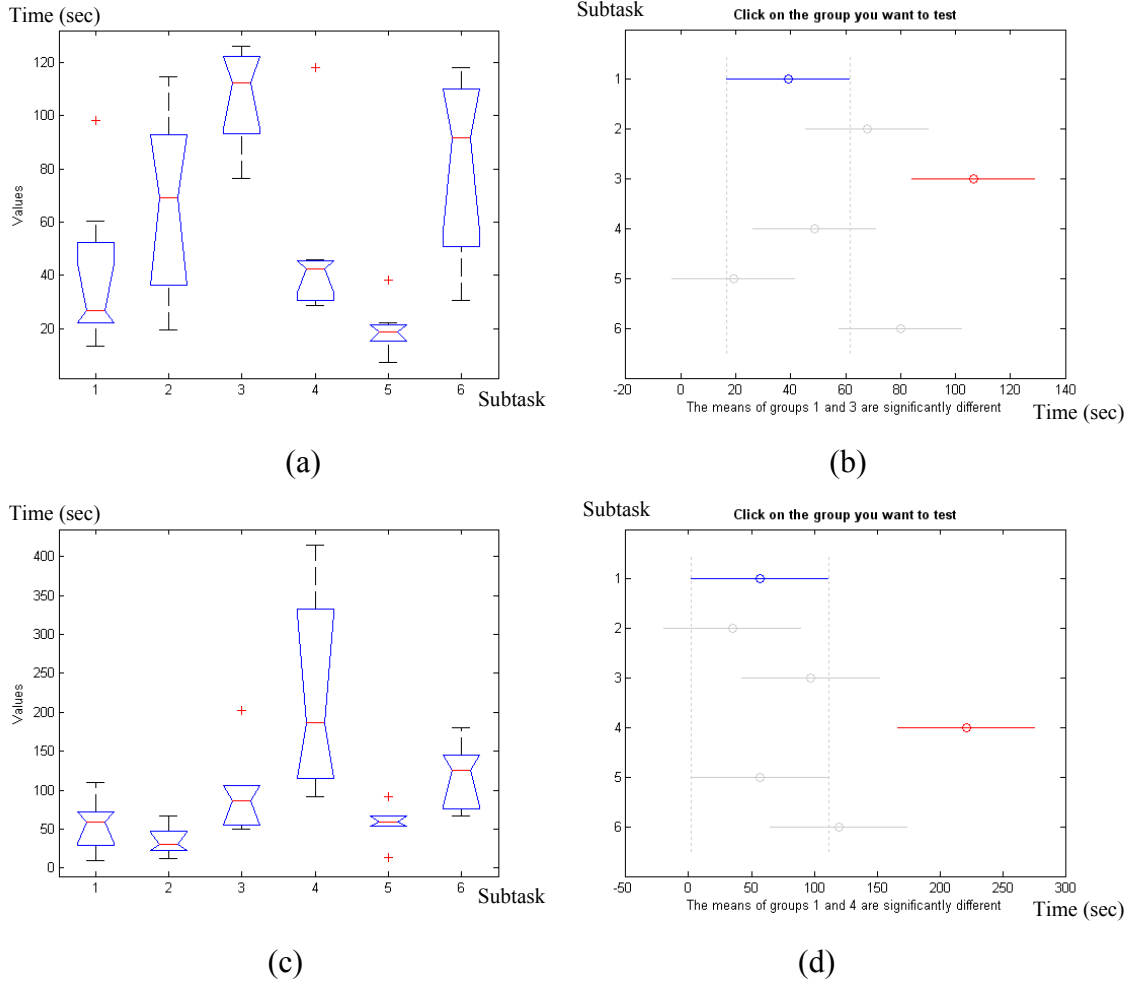 Time (sec)
Values
120
100
80
60
40
20
1 2 3 4 5 6
Subtask
(a)
Subtask
Click on the group you want to test
1
2
3
4
5
6
-20 0 20 40 60 80 100 120 140
The means of groups 1 and 3 are significantly different
Time (sec)
(b)
Time (sec)
Values
400
350
300
250
200
150
100
50
0
1 2 3 4 5 6
Subtask
(c)
Subtask
Click on the group you want to test
1
2
3
4
5
6
-50 0 50 100 150 200 250 300
The means of groups 1 and 4 are significantly different
Time (sec)
(d)